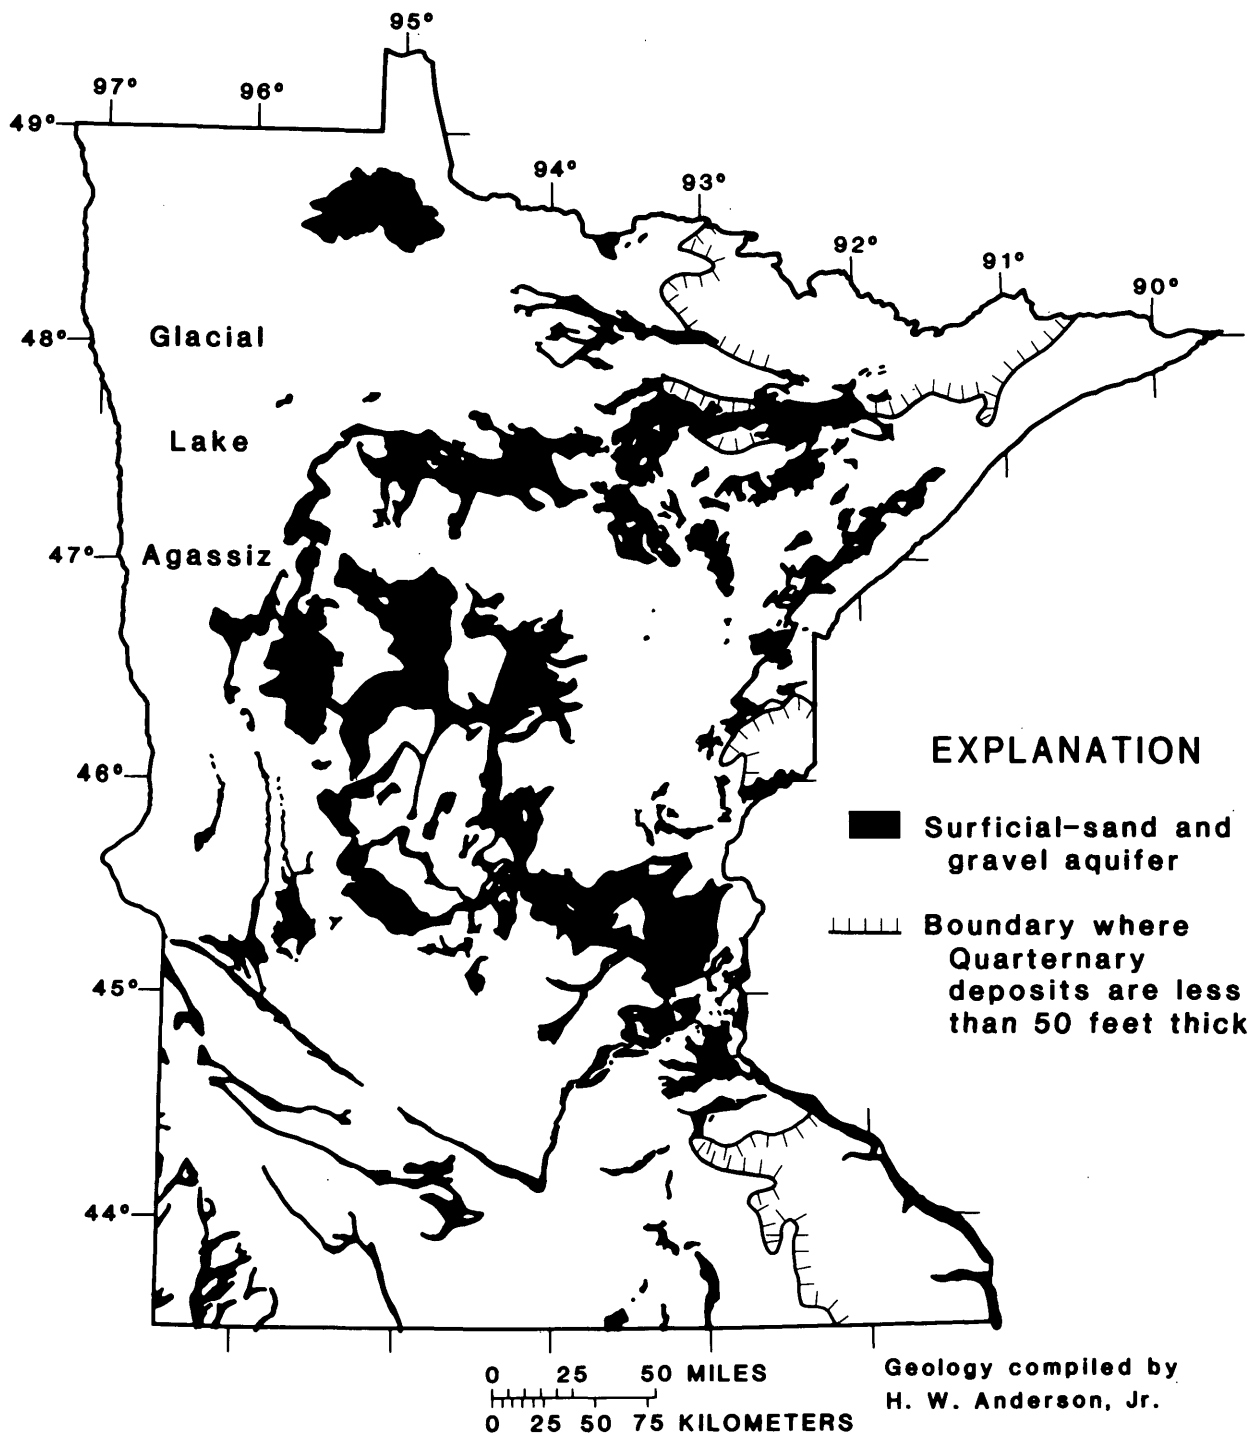 95°
97° 96°
49°
94° 93°
92° 91° 90°
48°
Glacial
Lake
Agassiz
47°
46°
45°
44°
EXPLANATION
Surficial-sand and
gravel aquifer
Boundary where
Quarternary
deposits are less
than 50 feet thick
0 25 50 MILES
0 25 50 75 KILOMETERS
Geology compiled by
H. W. Anderson, Jr.